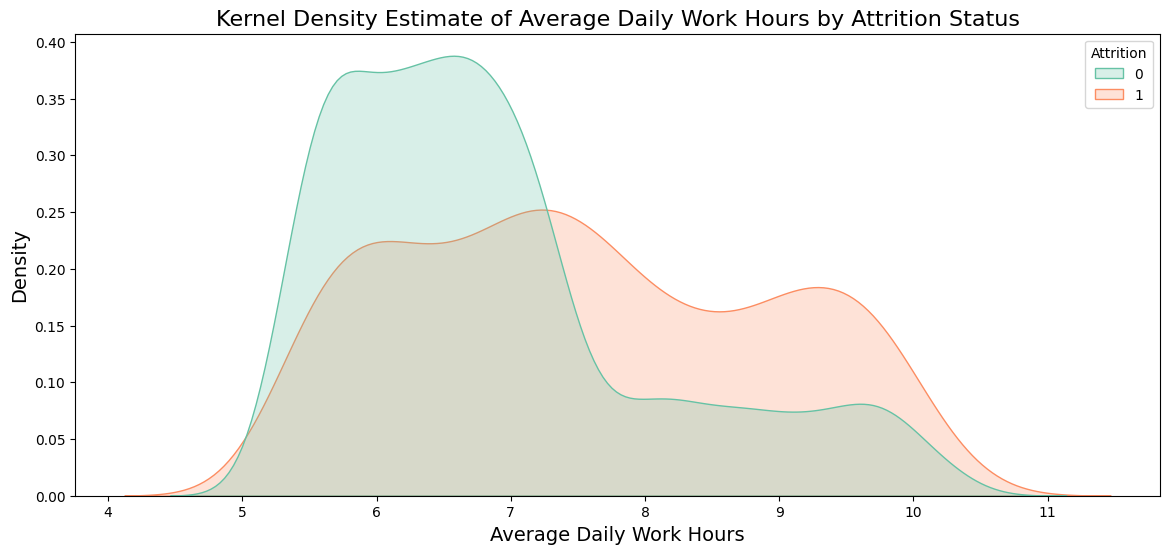 Kernel Density Estimate of Average Daily Work Hours by Attrition Status
Attrition
0
1
0.40
0.35
0.30
0.25
0.20
0.15
0.10
0.05
0.00
Density
4 5 6 7 8 9 10 11
Average Daily Work Hours